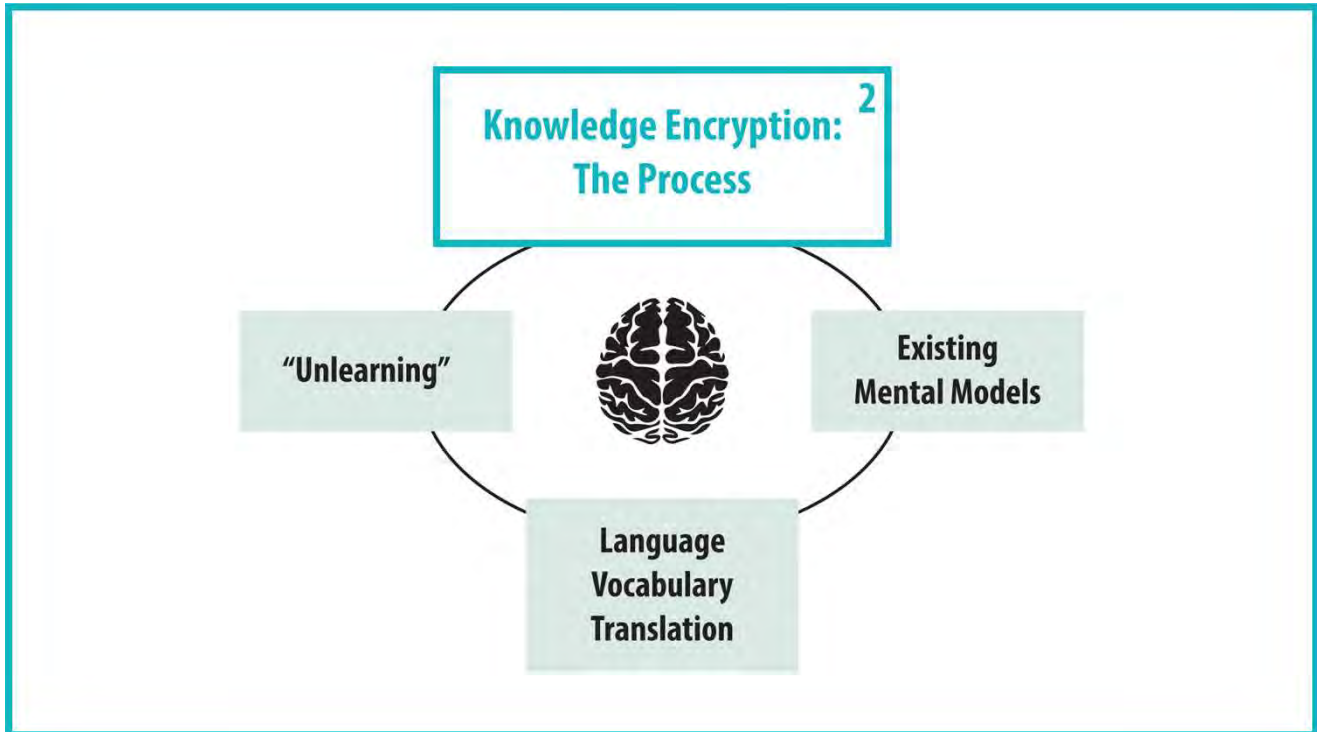 2
Knowledge Encryption:
The Process
“Unlearning”
Existing
Mental Models
Language
Vocabulary
Translation